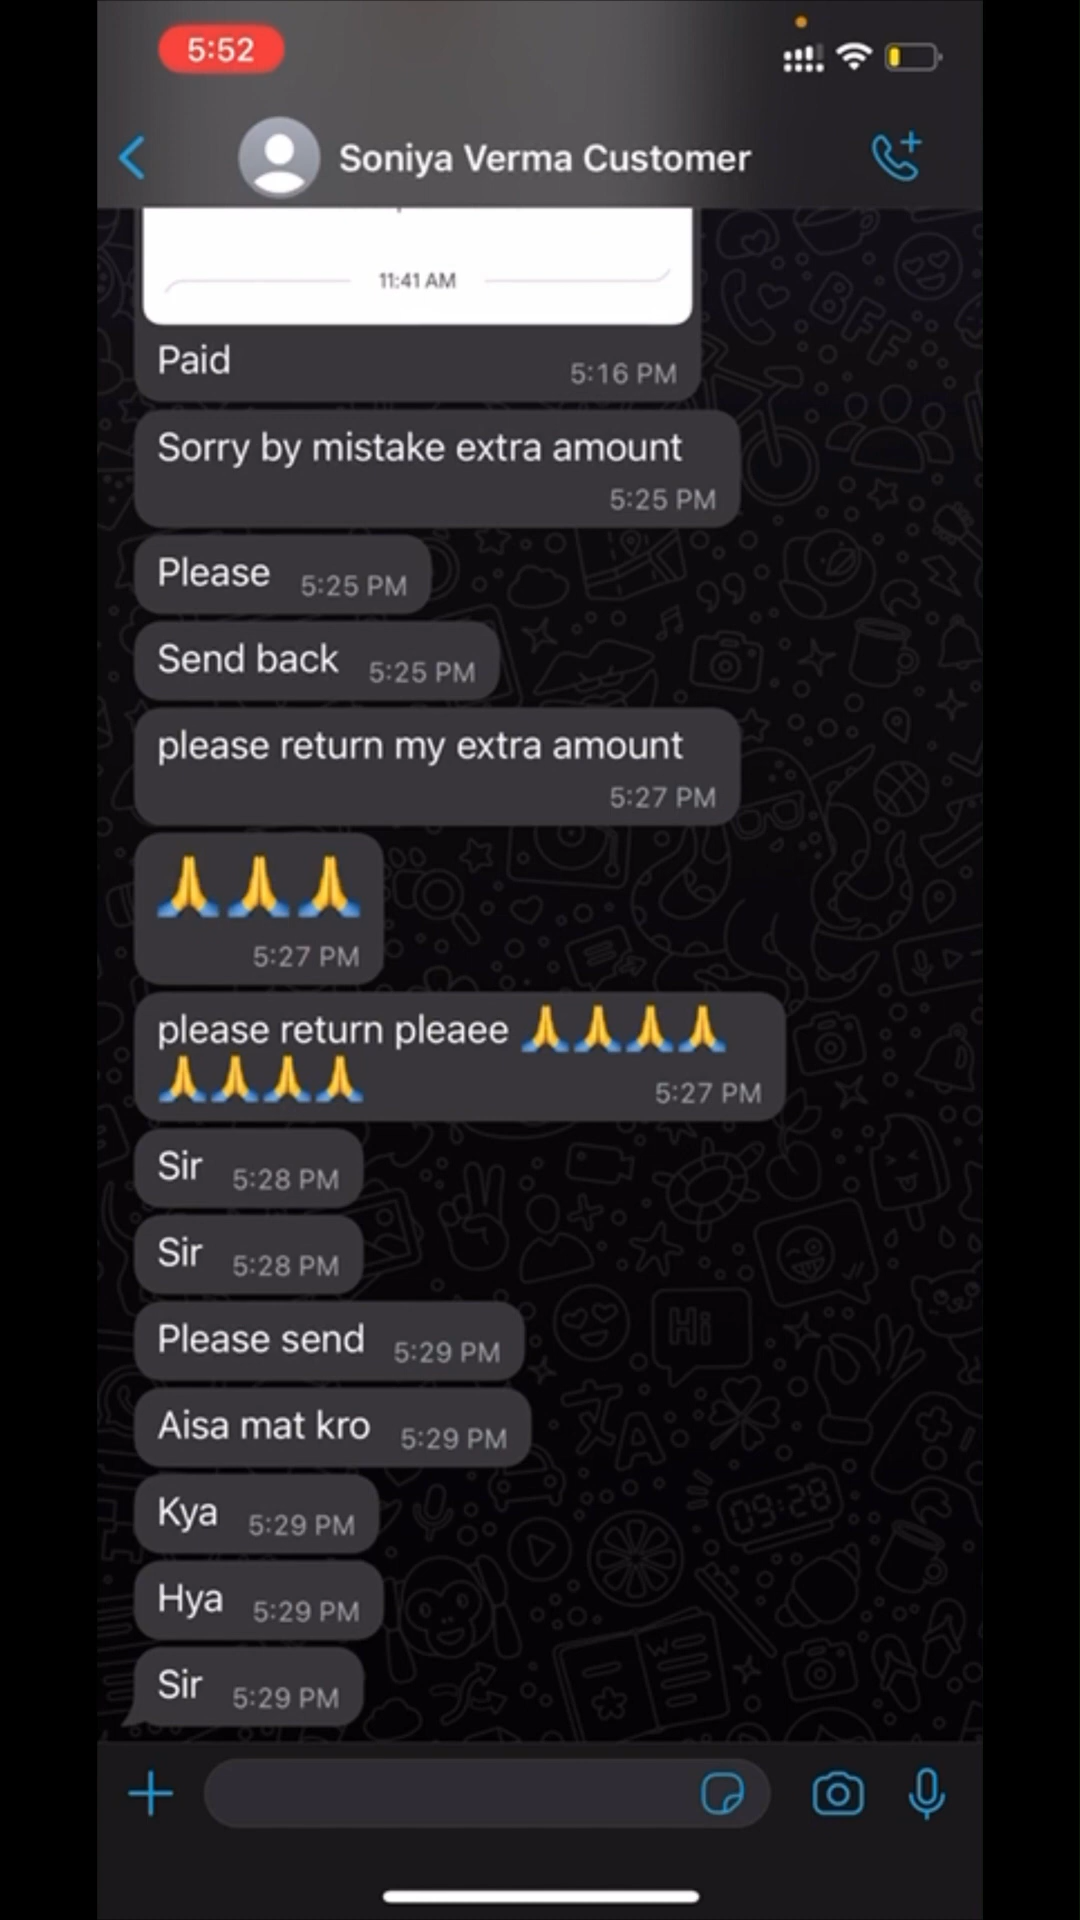 5:52
Soniya Verma Customer
11:41 AM
Paid
5:16 PM
Sorry by mistake extra amount
5:25 PM
Please 5:25 PM
Send back 5:25 PM
please return my extra amount
5:27 PM
🙏🙏🙏
5:27 PM
please return pleaee 🙏🙏🙏🙏
🙏🙏🙏🙏 5:27 PM
Sir 5:28 PM
Sir 5:28 PM
Please send 5:29 PM
Aisa mat kro 5:29 PM
Kya 5:29 PM
Hya 5:29 PM
Sir 5:29 PM